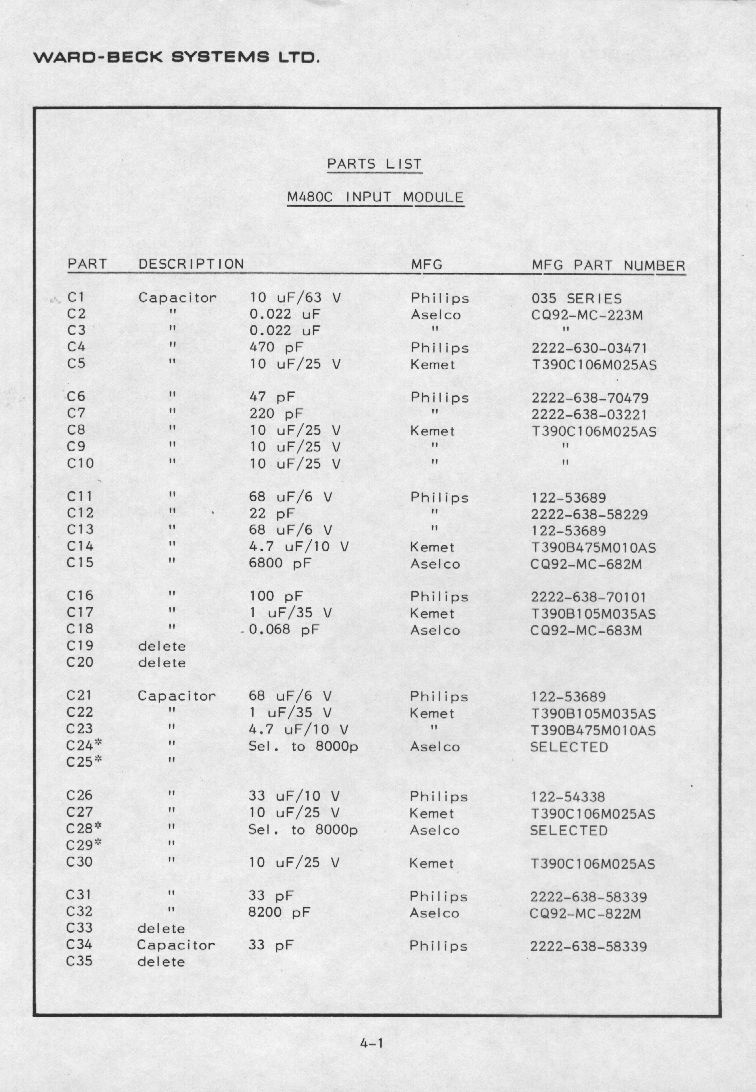 WARD-BECK SYSTEMS LTD.
PARTS LIST
M480C INPUT MODULE
PART DESCRIPTION MFG MFG PART NUMBER
C1 Capacitor 10 uF/63 V Philips 035 SERIES
C2 " 0.022 uF Aselco CQ92-MC-223M
C3 " 0.022 uF " "
C4 " 470 pF Philips 2222-630-03471
C5 " 10 uF/25 V Kemet T390C106M025AS
C6 " 47 pF Philips 2222-638-70479
C7 " 220 pF " 2222-638-03221
C8 " 10 uF/25 V Kemet T390C106M025AS
C9 " 10 uF/25 V " "
C10 " 10 uF/25 V " "
C11 " 68 uF/6 V Philips 122-53689
C12 " 22 pF " 2222-638-58229
C13 " 68 uF/6 V " 122-53689
C14 " 4.7 uF/10 V Kemet T390B475M010AS
C15 " 6800 pF Aselco CQ92-MC-682M
C16 " 100 pF Philips 2222-638-70101
C17 " 1 uF/35 V Kemet T390B105M035AS
C18 " 0.068 pF Aselco CQ92-MC-683M
C19 delete
C20 delete
C21 Capacitor 68 uF/6 V Philips 122-53689
C22 " 1 uF/35 V Kemet T390B105M035AS
C23 " 4.7 uF/10 V " T390B475M010AS
C24* " Sel. to 8000p Aselco SELECTED
C25* "
C26 " 33 uF/10 V Philips 122-54338
C27 " 10 uF/25 V Kemet T390C106M025AS
C28* " Sel. to 8000p Aselco SELECTED
C29* "
C30 " 10 uF/25 V Kemet T390C106M025AS
C31 " 33 pF Philips 2222-638-58339
C32 " 8200 pF Aselco CQ92-MC-822M
C33 delete
C34 Capacitor 33 pF Philips 2222-638-58339
C35 delete
4-1